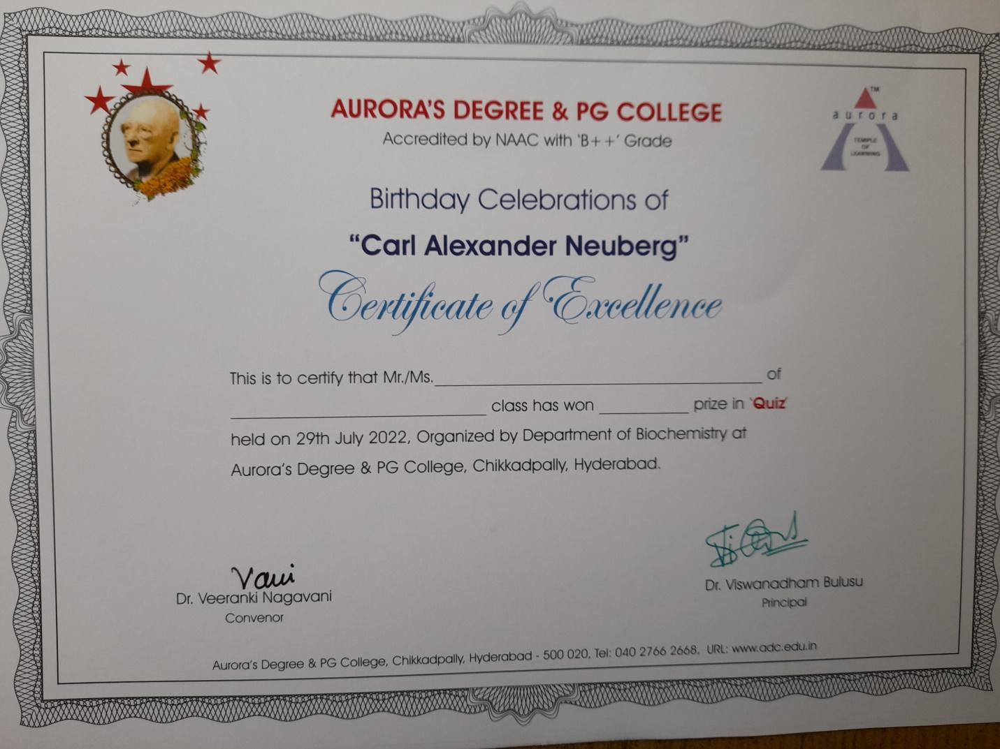 AURORA'S DEGREE & PG COLLEGE
Accredited by NAAC with 'B++' Grade
TM
aurora
TEMPLE
OF
LEARNING
Birthday Celebrations of
“Carl Alexander Neuberg”
Certificate of Excellence
This is to certify that Mr./Ms.____________________ of
____________________ class has won __________ prize in 'Quiz'
held on 29th July 2022, Organized by Department of Biochemistry at
Aurora's Degree & PG College, Chikkadpally, Hyderabad.
Vani
Dr. Veeranki Nagavani
Convenor
Dr. Viswanadham Bulusu
Principal
Aurora's Degree & PG College, Chikkadpally, Hyderabad - 500 020, Tel: 040 2766 2668, URL: www.adc.edu.in